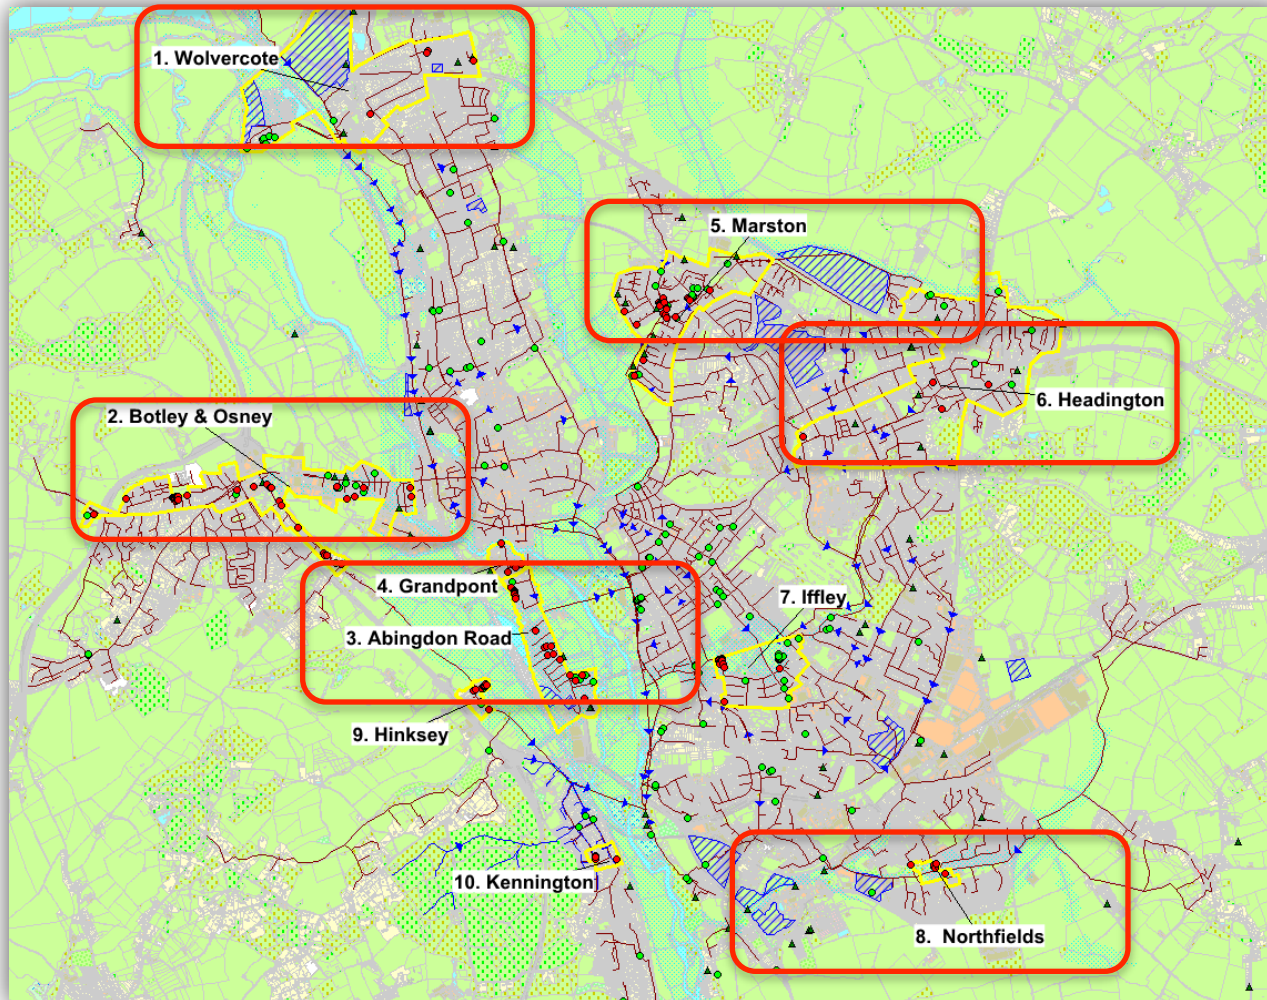 1. Wolvercote
5. Marston
6. Headington
2. Botley & Osney
4. Grandpont
7. Iffley
3. Abingdon Road
9. Hinksey
10. Kennington
8.  Northfields